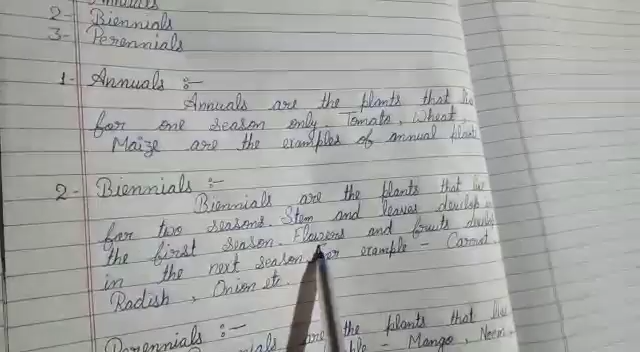 Annuals
2- Biennials
3- Perennials
1- Annuals :-
Annuals are the plants that
for one season only. Tomato, Wheat,
Maize are the examples of annual plants
2- Biennials :-
Biennials are the plants that
for two seasons. Stem and leaves develop
the first season. Flowers and fruits
in the next season. For example - Carrot,
Radish, Onion etc.
Perennials :-
are the plants that
- Mango, Neem,